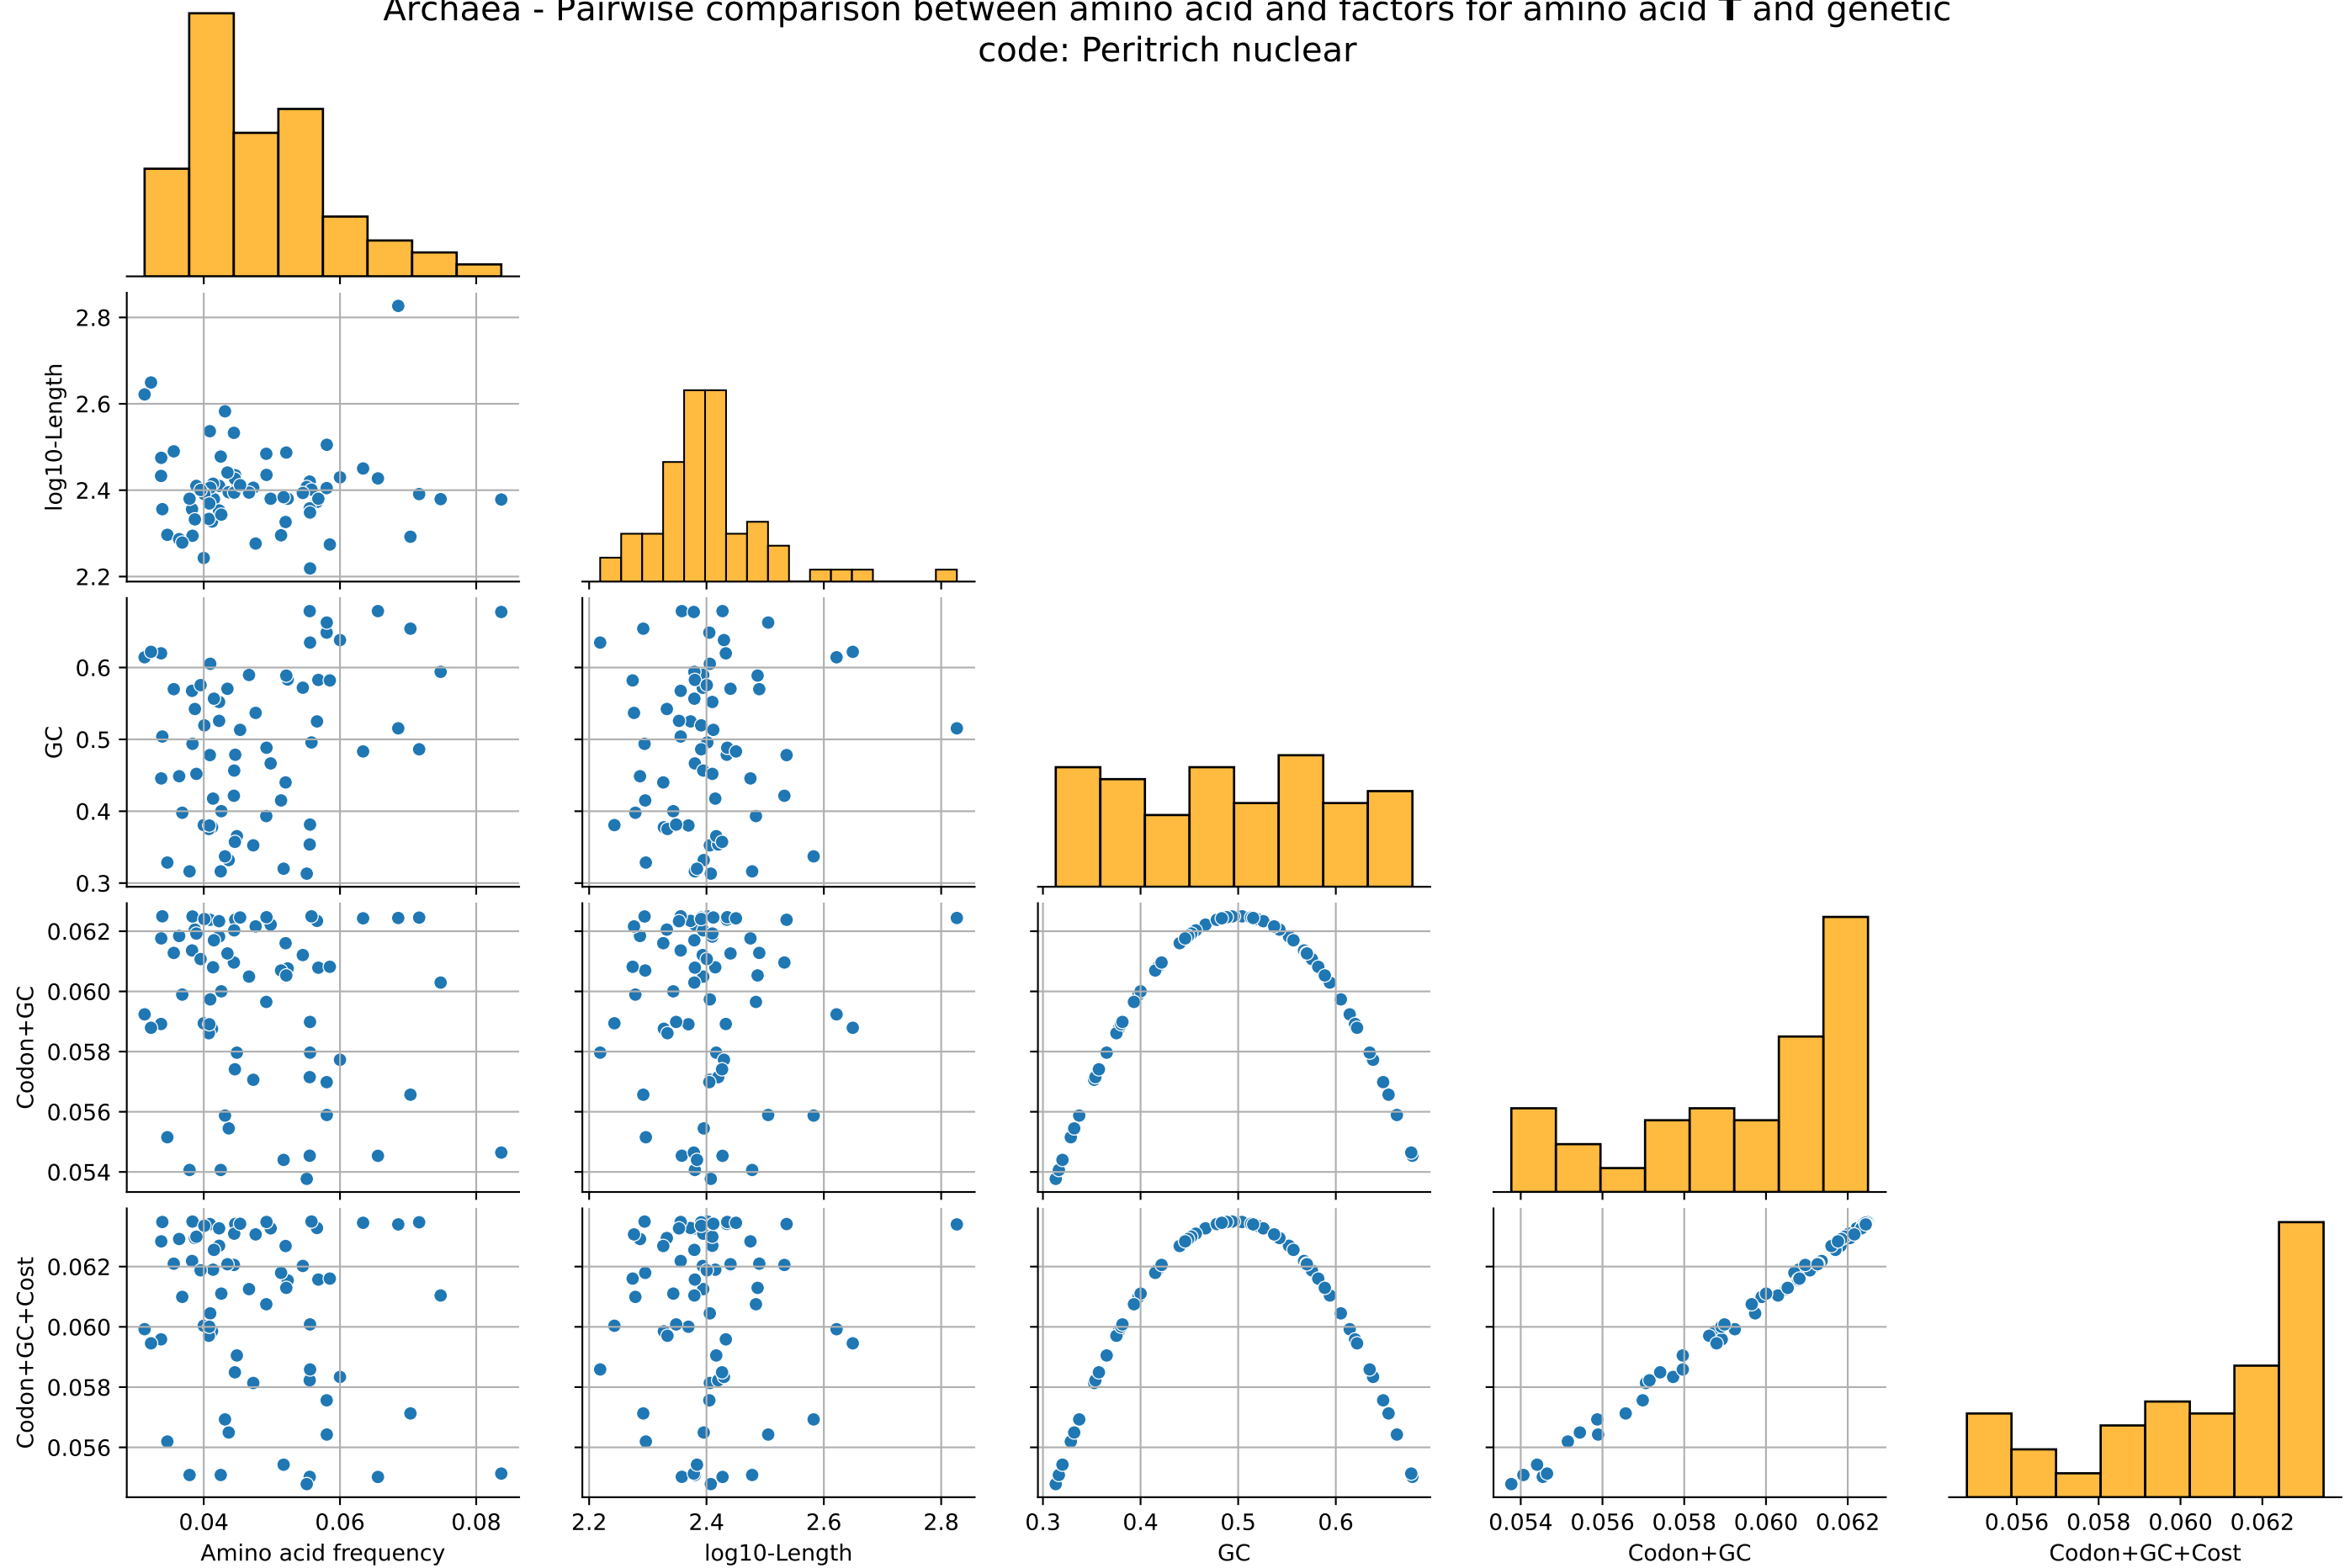 Archaea - Pairwise comparison between amino acid and factors for amino acid T and genetic
code: Peritrich nuclear
2.8
2.6
2.4
2.2
log10-Length
0.6
0.5
0.4
0.3
GC
0.062
0.060
0.058
0.056
0.054
Codon+GC
0.062
0.060
0.058
0.056
Codon+GC+Cost
0.04 0.06 0.08
2.2 2.4 2.6 2.8
0.3 0.4 0.5 0.6
0.054 0.056 0.058 0.060 0.062
0.056 0.058 0.060 0.062
Amino acid frequency
log10-Length
GC
Codon+GC
Codon+GC+Cost